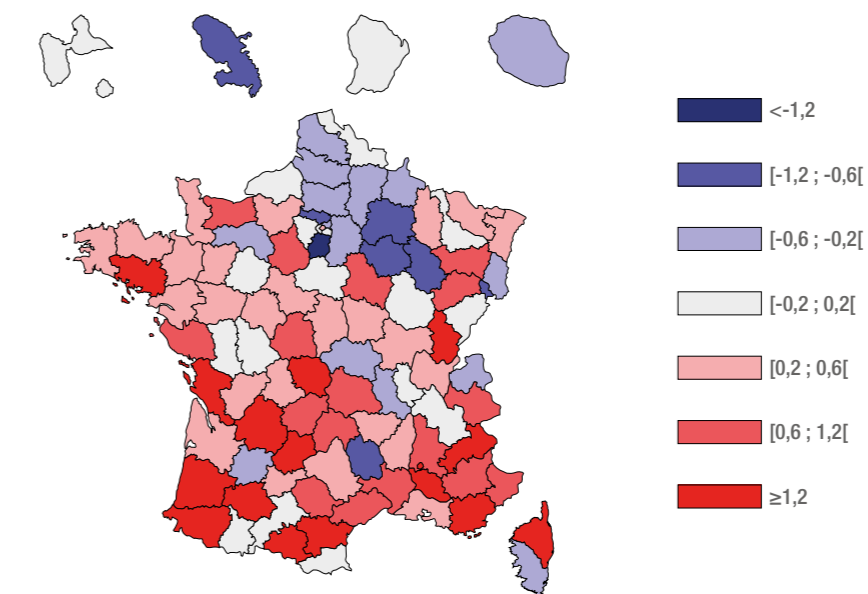 <-1,2
[-1,2 ; -0,6[
[-0,6 ; -0,2[
[-0,2 ; 0,2[
[0,2 ; 0,6[
[0,6 ; 1,2[
≥1,2